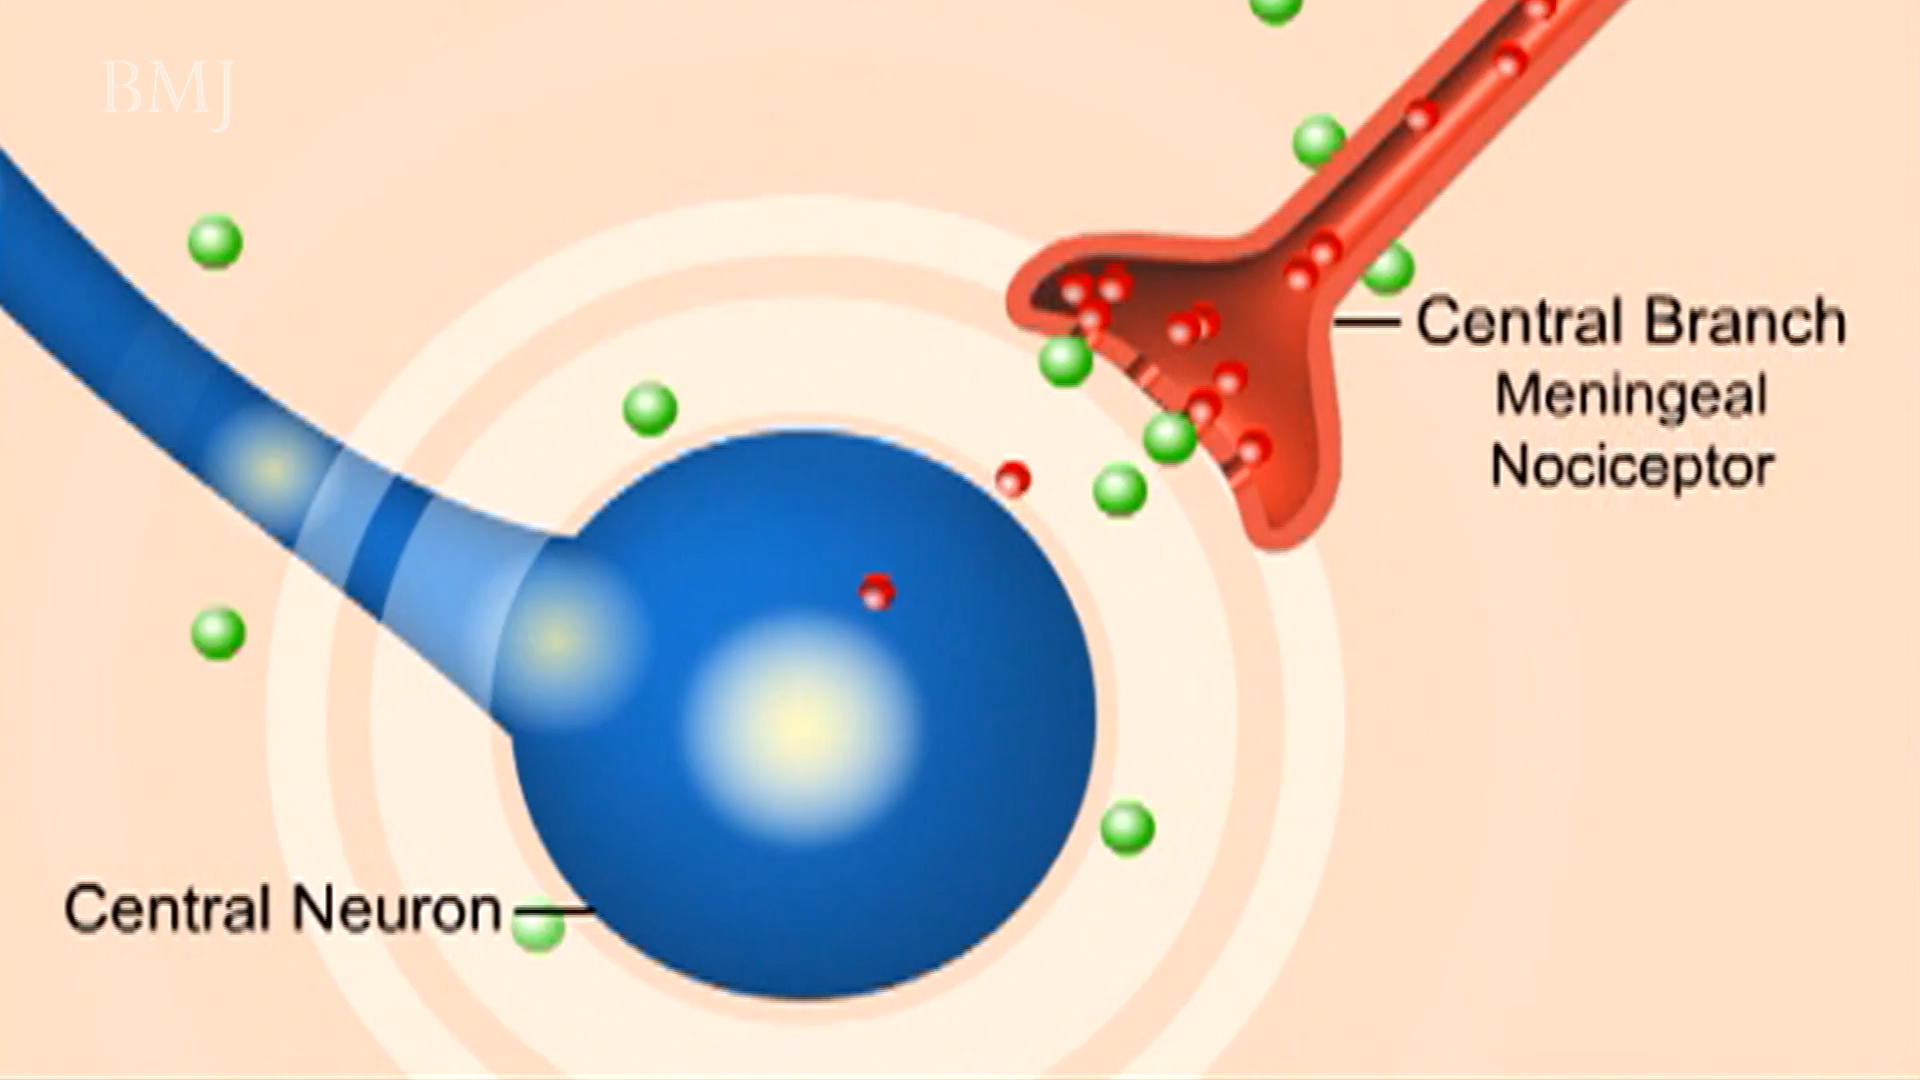 BMJ
Central Branch
Meningeal
Nociceptor
Central Neuron